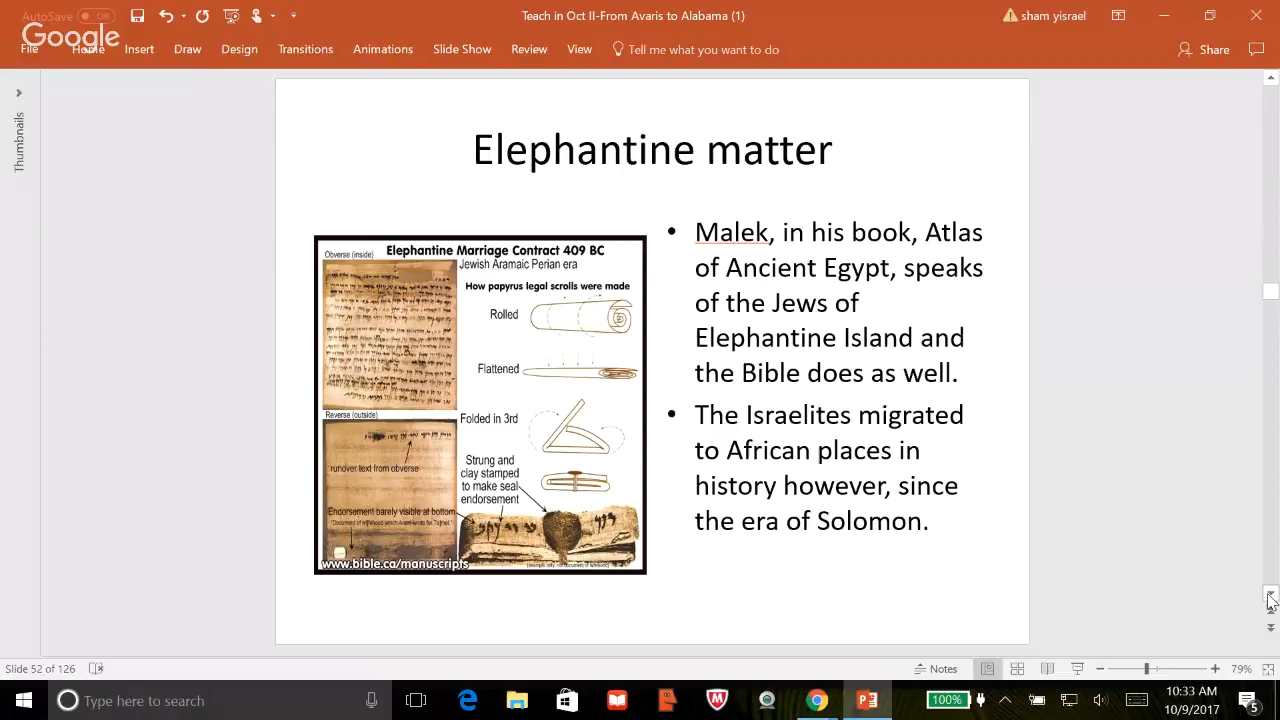 AutoSave Off
Teach in Oct II-From Avaris to Alabama (1)
sham yisrael
Google
File Home Insert Draw Design Transitions Animations Slide Show Review View Tell me what you want to do Share
Thumbnails
Elephantine matter
Obverse (inside) Elephantine Marriage Contract 409 BC
Jewish Aramaic Perian era
How papyrus legal scrolls were made
Rolled
Flattened
Reverse (outside)
Folded in 3rd
runover text from obverse
Strung and
clay stamped
to make seal
endorsement
Endorsement barely visible at bottom
www.bible.ca/manuscripts
• Malek, in his book, Atlas
of Ancient Egypt, speaks
of the Jews of
Elephantine Island and
the Bible does as well.
• The Israelites migrated
to African places in
history however, since
the era of Solomon.
Slide 52 of 126
Notes
79%
Type here to search
100%
10:33 AM
10/9/2017
5